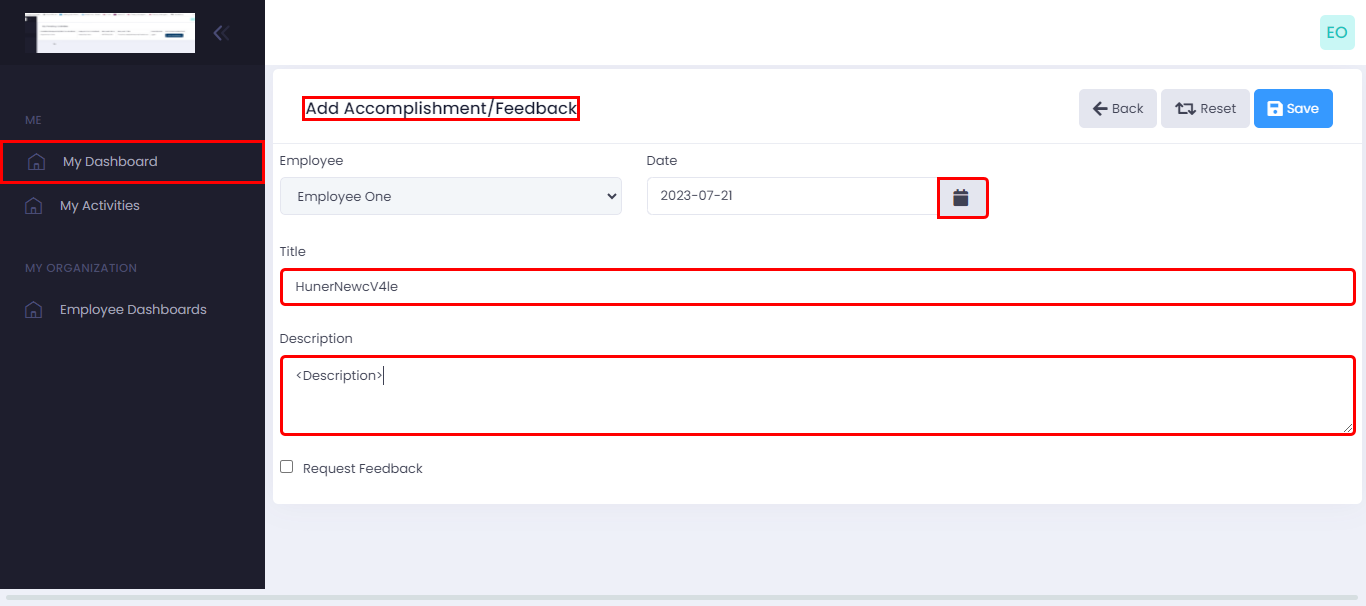 EO
Add Accomplishment/Feedback
Back
Reset
Save
ME
My Dashboard
My Activities
MY ORGANIZATION
Employee Dashboards
Employee
Date
Employee One
2023-07-21
Title
HunerNewcV4le
Description
<Description>
Request Feedback